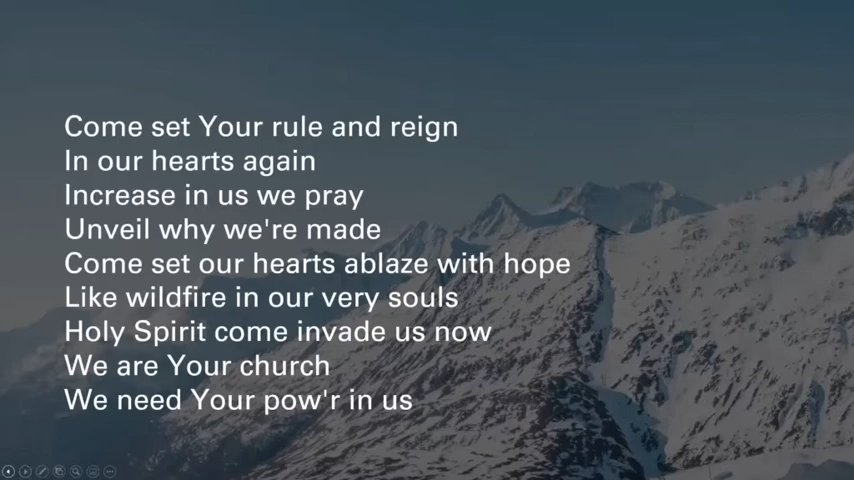 Come set Your rule and reign
In our hearts again
Increase in us we pray
Unveil why we're made
Come set our hearts ablaze with hope
Like wildfire in our very souls
Holy Spirit come invade us now
We are Your church
We need Your pow'r in us